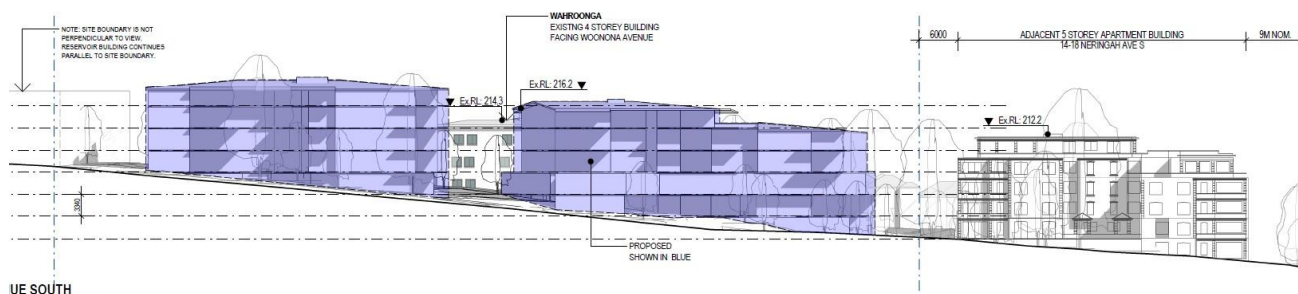 NOTE: SITE BOUNDARY IS NOT
PERPENDICULAR TO VIEW.
RESERVOIR BUILDING CONTINUES
PARALLEL TO SITE BOUNDARY.
WAHROONGA
EXISTNG 4 STOREY BUILDING
FACING WOONONA AVENUE
6000
ADJACENT 5 STOREY APARTMENT BUILDING
14-18 NERINGAH AVE S
9M NOM.
Ex.RL: 216.2
Ex.RL: 214.3
Ex.RL: 212.2
3340
PROPOSED
SHOWN IN BLUE
UE SOUTH